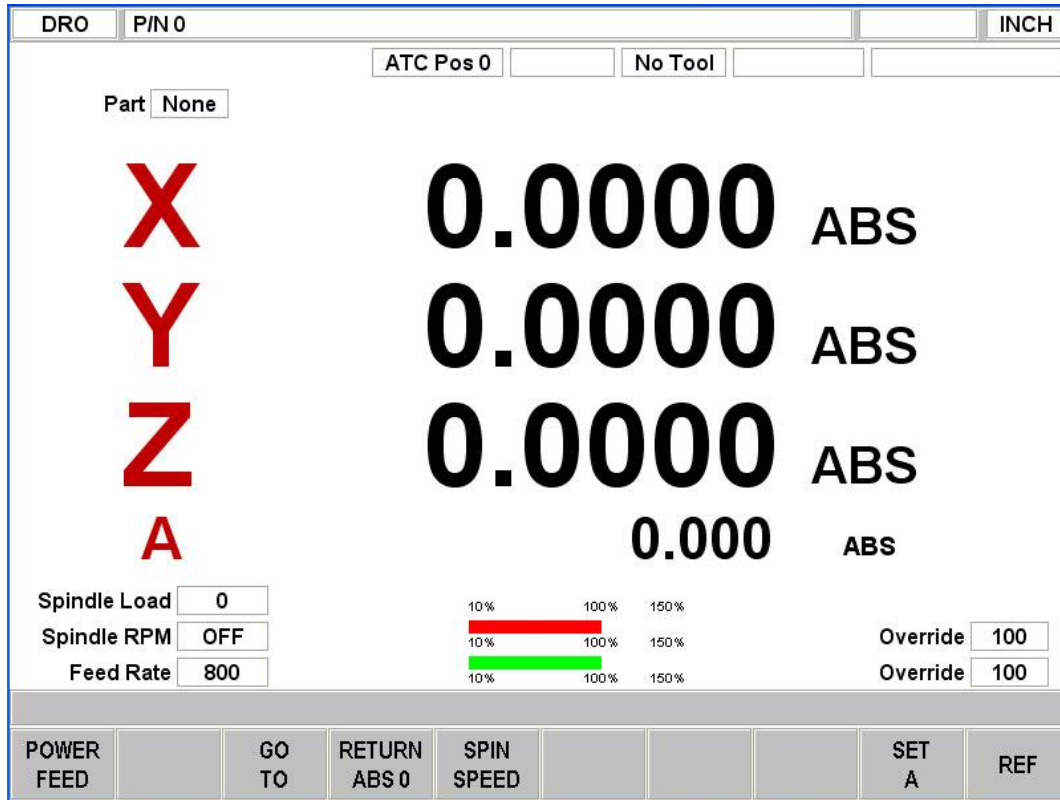 DRO P/N 0 INCH
ATC Pos 0 No Tool
Part None
X 0.0000 ABS
Y 0.0000 ABS
Z 0.0000 ABS
A 0.000 ABS
Spindle Load 0 10% 100% 150%
Spindle RPM OFF 10% 100% 150% Override 100
Feed Rate 800 10% 100% 150% Override 100
POWER FEED GO TO RETURN ABS 0 SPIN SPEED SET A REF